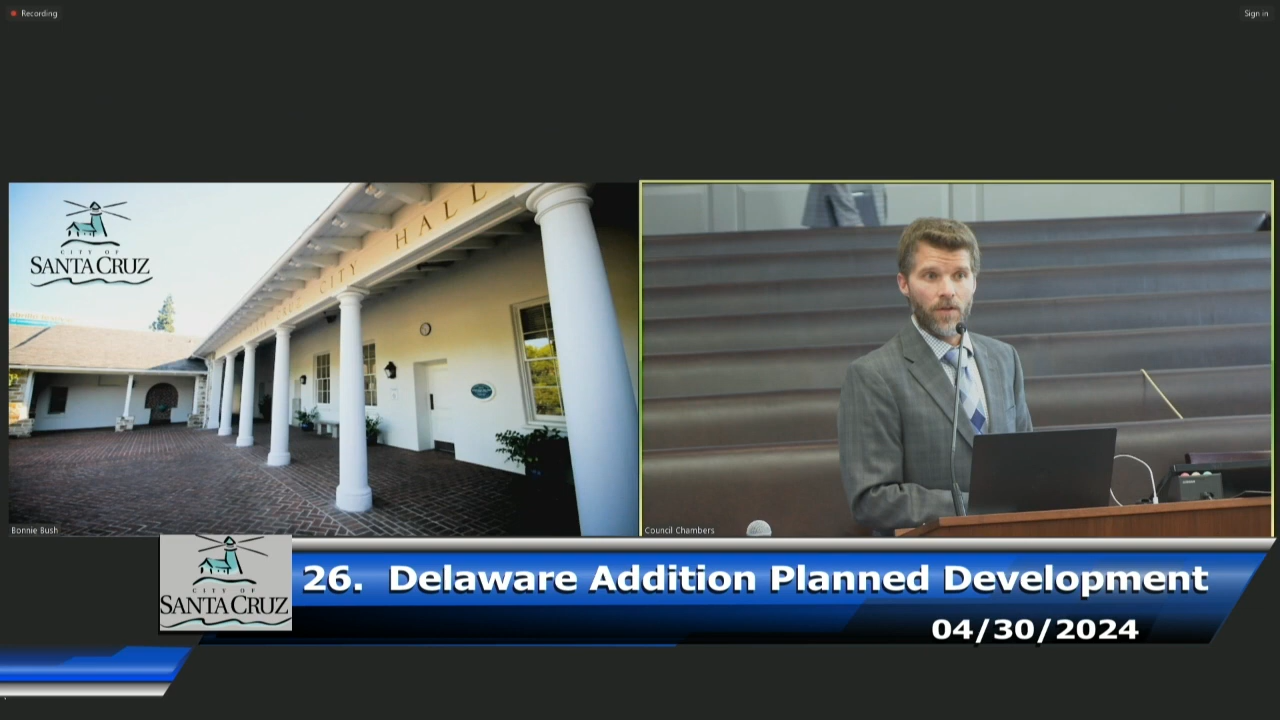 Recording
Sign in
CITY OF
SANTA CRUZ
CITY HALL
Bonnie Bush
Council Chambers
CITY OF
SANTA CRUZ
26. Delaware Addition Planned Development
04/30/2024